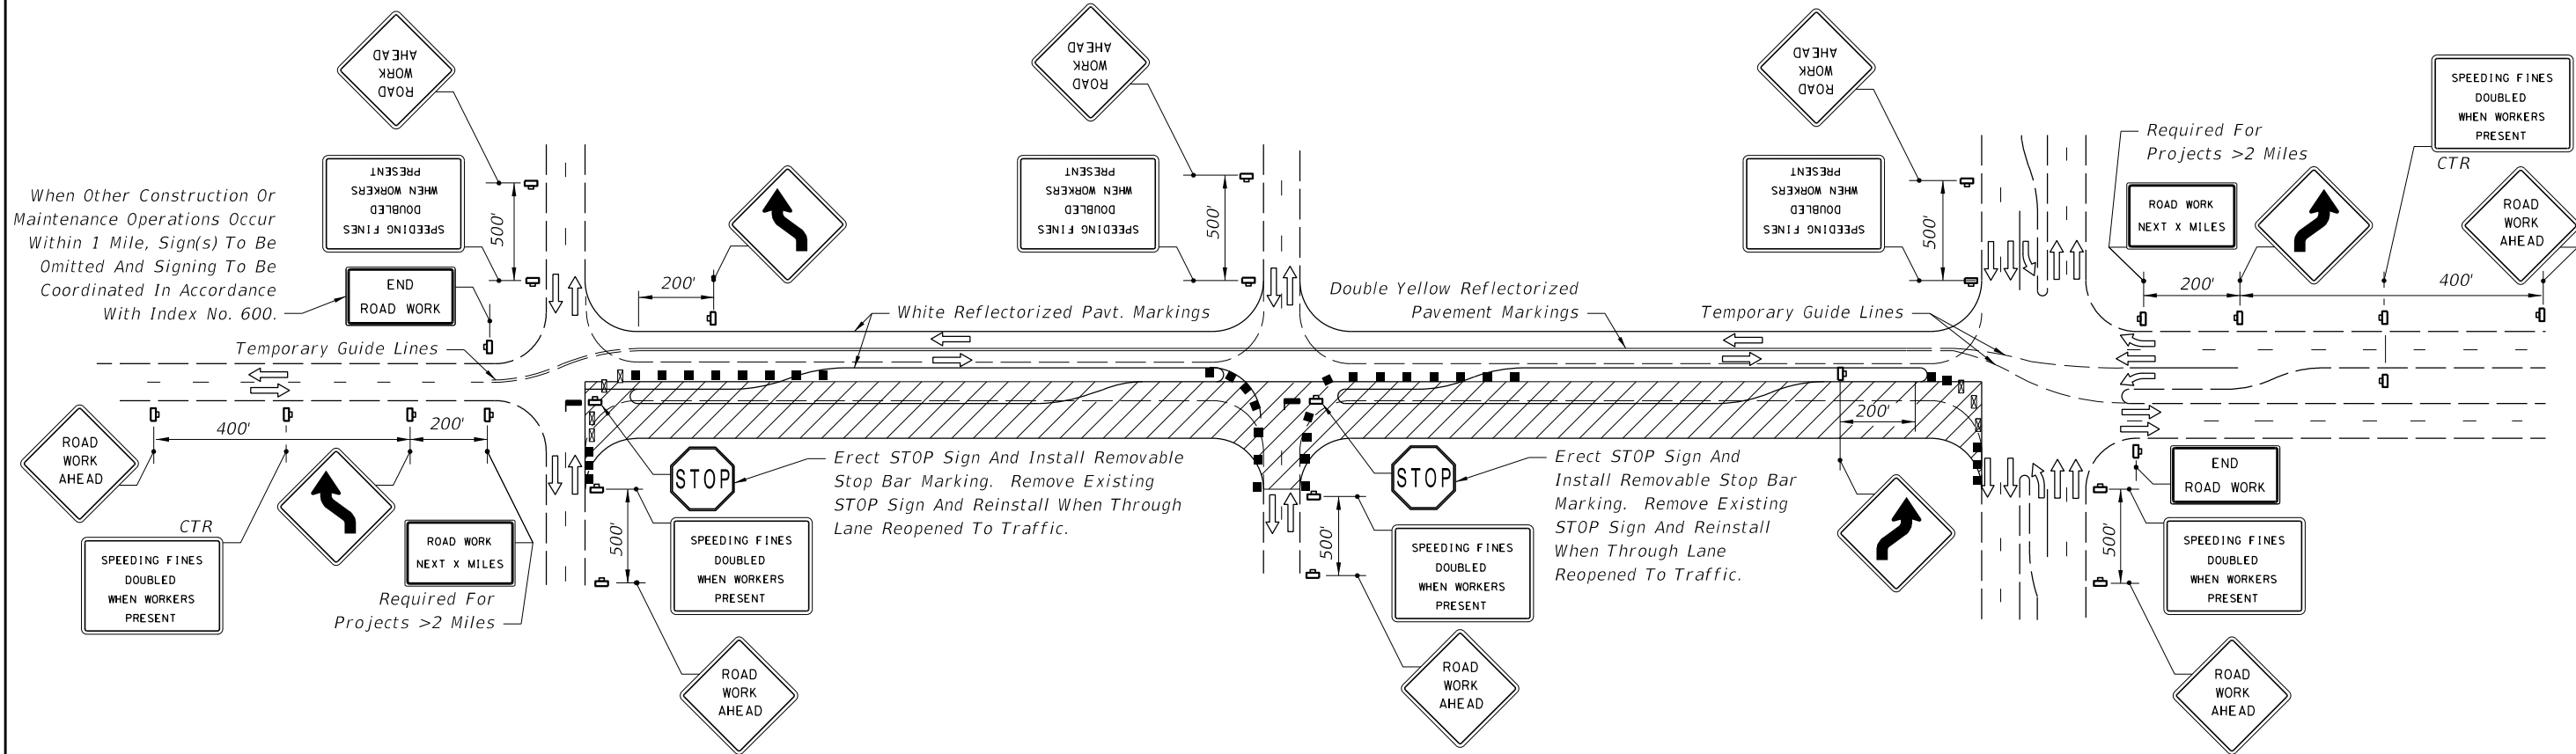 ROAD
WORK
AHEAD
SPEEDING FINES
DOUBLED
WHEN WORKERS
PRESENT
500'
When Other Construction Or
Maintenance Operations Occur
Within 1 Mile, Sign(s) To Be
Omitted And Signing To Be
Coordinated In Accordance
With Index No. 600.
END
ROAD WORK
Temporary Guide Lines
200'
White Reflectorized Pavt. Markings
ROAD
WORK
AHEAD
SPEEDING FINES
DOUBLED
WHEN WORKERS
PRESENT
500'
Double Yellow Reflectorized
Pavement Markings
ROAD
WORK
AHEAD
SPEEDING FINES
DOUBLED
WHEN WORKERS
PRESENT
500'
Temporary Guide Lines
Required For
Projects >2 Miles
ROAD WORK
NEXT X MILES
200'
SPEEDING FINES
DOUBLED
WHEN WORKERS
PRESENT
CTR
ROAD
WORK
AHEAD
400'
ROAD
WORK
AHEAD
400'
200'
CTR
SPEEDING FINES
DOUBLED
WHEN WORKERS
PRESENT
ROAD WORK
NEXT X MILES
Required For
Projects >2 Miles
STOP
Erect STOP Sign And Install Removable
Stop Bar Marking. Remove Existing
STOP Sign And Reinstall When Through
Lane Reopened To Traffic.
500'
SPEEDING FINES
DOUBLED
WHEN WORKERS
PRESENT
ROAD
WORK
AHEAD
STOP
Erect STOP Sign And
Install Removable Stop Bar
Marking. Remove Existing
STOP Sign And Reinstall
When Through Lane
Reopened To Traffic.
500'
SPEEDING FINES
DOUBLED
WHEN WORKERS
PRESENT
ROAD
WORK
AHEAD
200'
END
ROAD WORK
500'
SPEEDING FINES
DOUBLED
WHEN WORKERS
PRESENT
ROAD
WORK
AHEAD